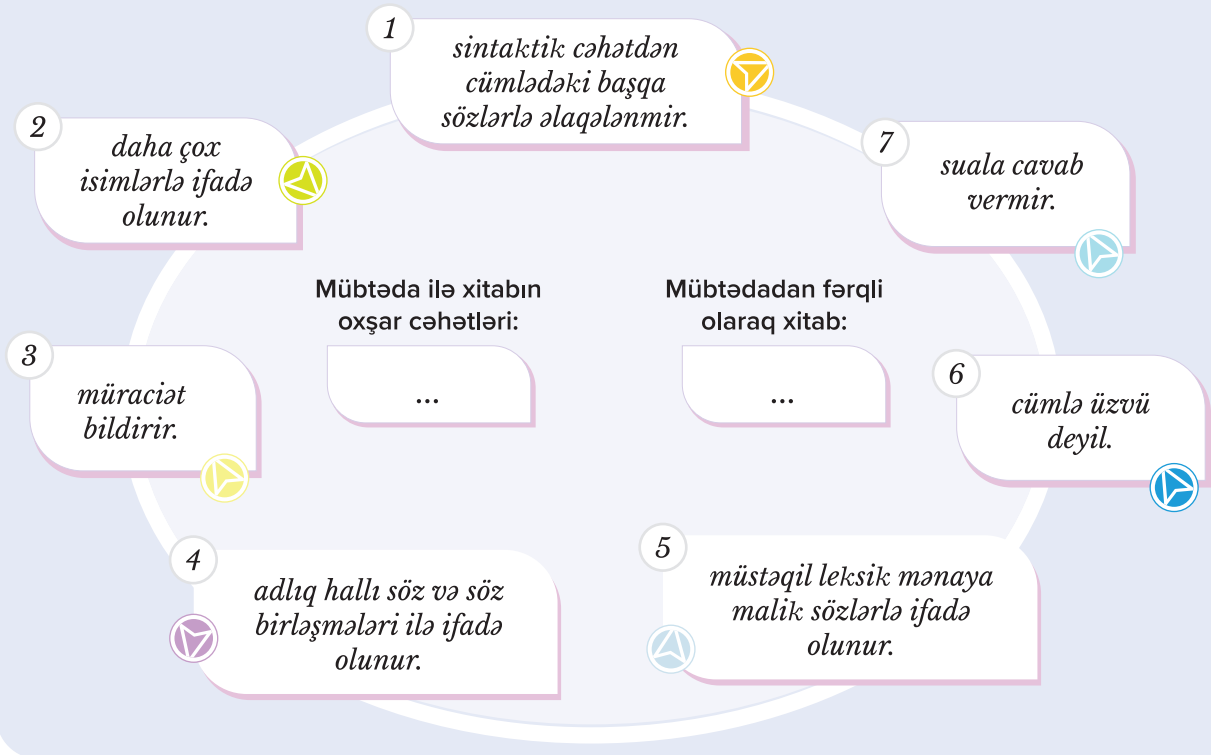 1
sintaktik cəhətdən
cümlədəki başqa
sözlərlə əlaqələnmir.
2
daha çox
isimlərlə ifadə
olunur.
7
suala cavab
vermir.
Mübtəda ilə xitabın
oxşar cəhətləri:
...
Mübtədadan fərqli
olaraq xitab:
...
3
müraciət
bildirir.
6
cümlə üzvü
deyil.
4
adlıq hallı söz və söz
birləşmələri ilə ifadə
olunur.
5
müstəqil leksik mənaya
malik sözlərlə ifadə
olunur.